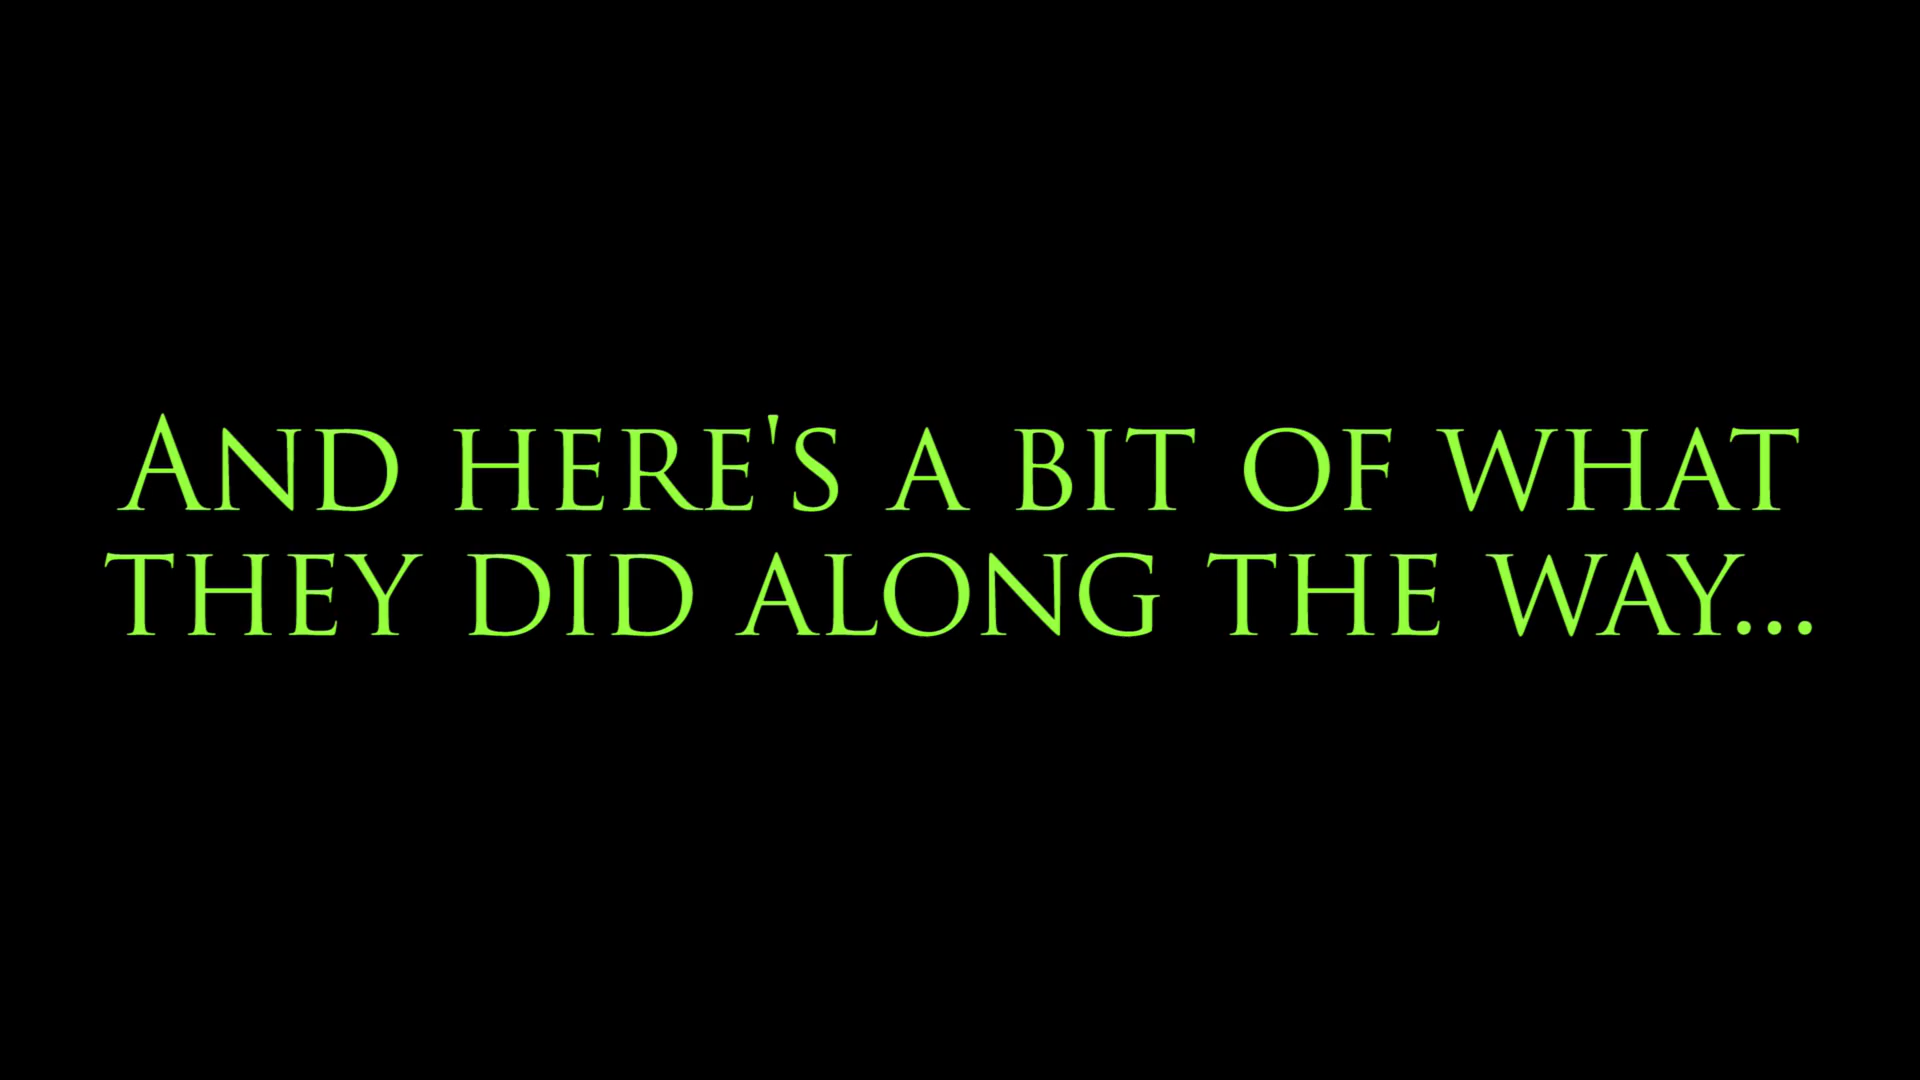 And here's a bit of what
they did along the way...